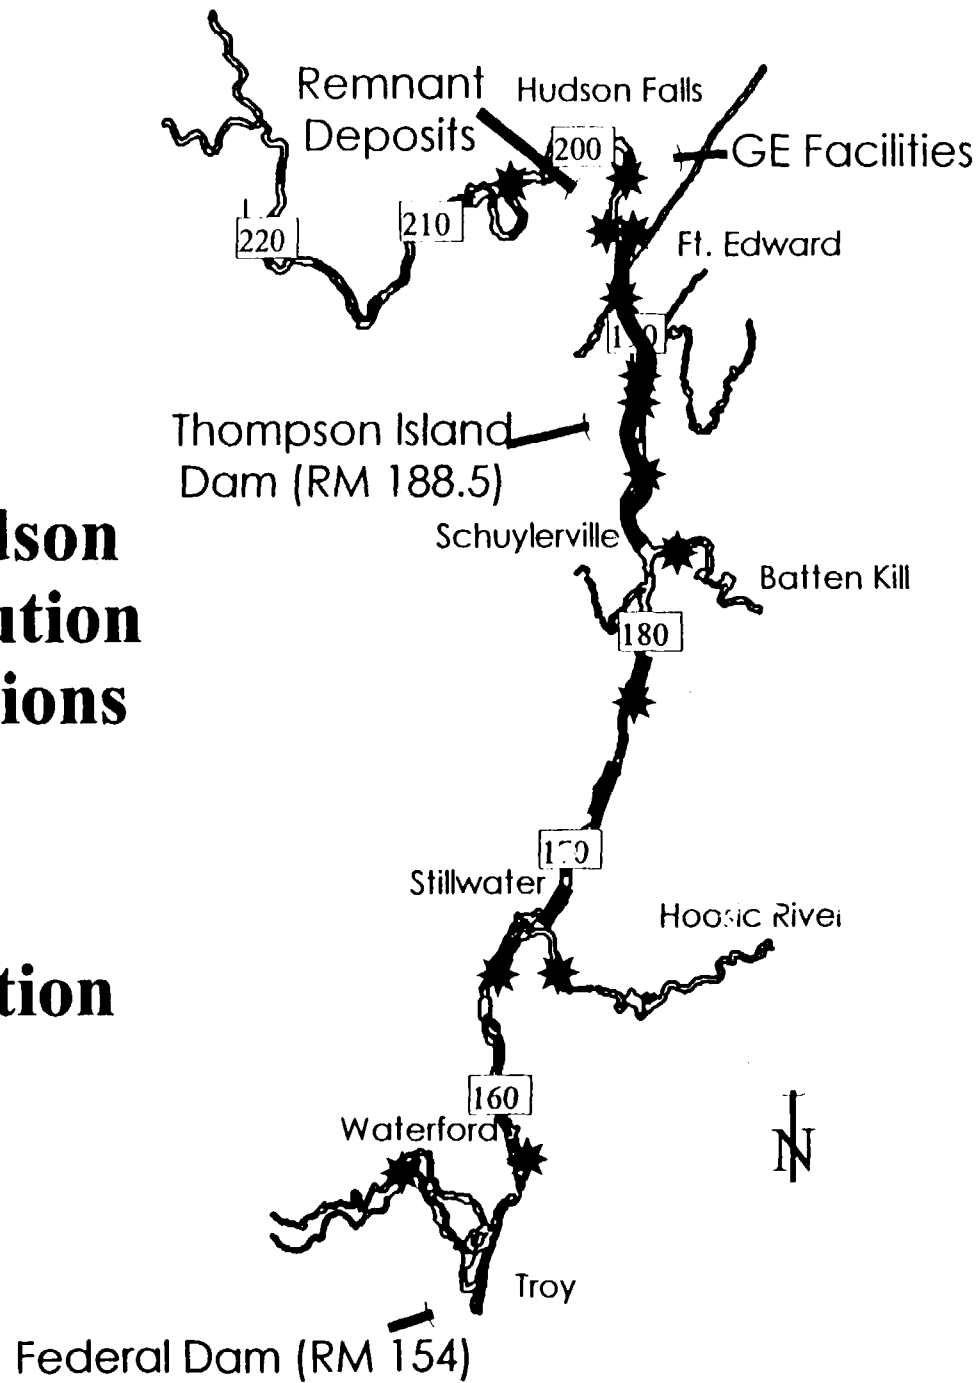 Remnant
Deposits
Hudson Falls
200
GE Facilities
210
220
Ft. Edward
Thompson Island
Dam (RM 188.5)
dson
Schuylerville
Batten Kill
ution
180
ions
Stillwater
tion
160
Waterford
N
Troy
Federal Dam (RM 154)